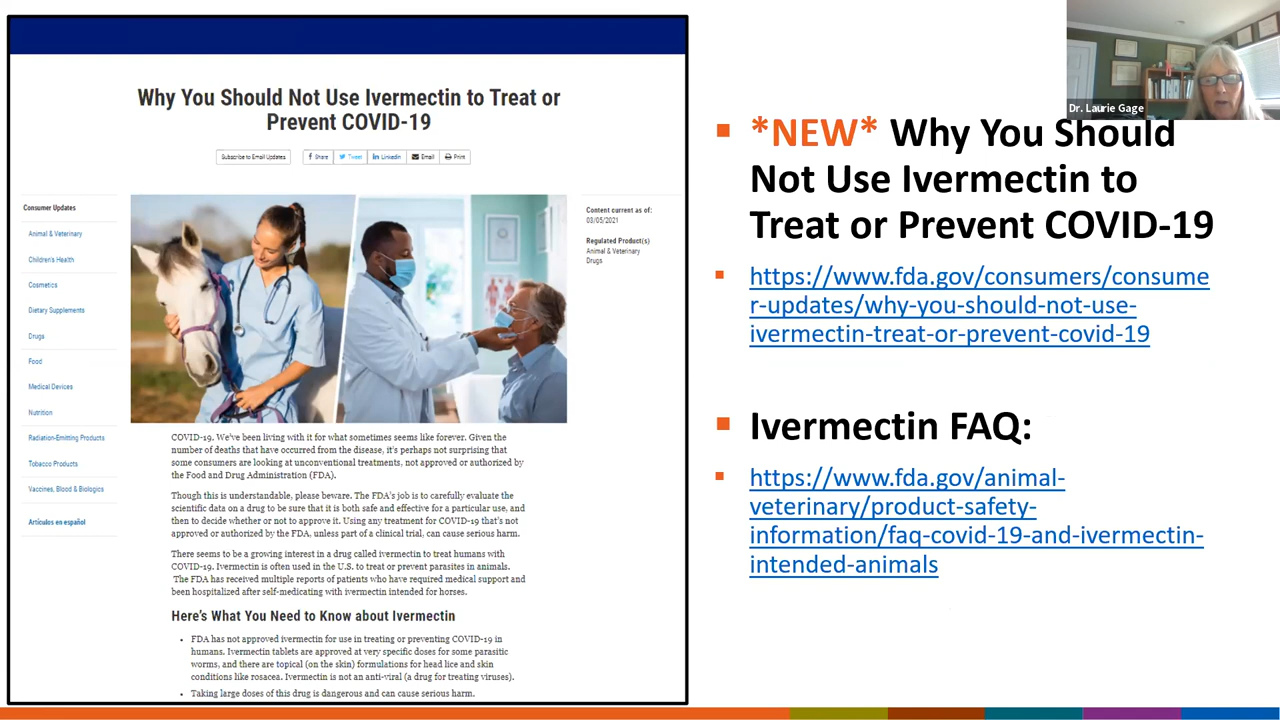 Why You Should Not Use Ivermectin to Treat or
Prevent COVID-19
Subscribe to Email Updates
Share
Tweet
Linkedin
Email
Print
Consumer Updates
Animal & Veterinary
Children's Health
Cosmetics
Dietary Supplements
Drugs
Food
Medical Devices
Nutrition
Radiation-Emitting Products
Tobacco Products
Vaccines, Blood & Biologics
Artículos en español
Content current as of:
03/05/2021
Regulated Product(s)
Animal & Veterinary
Drugs
COVID-19. We've been living with it for what sometimes seems like forever. Given the
number of deaths that have occurred from the disease, it's perhaps not surprising that
some consumers are looking at unconventional treatments, not approved or authorized by
the Food and Drug Administration (FDA).
Though this is understandable, please beware. The FDA's job is to carefully evaluate the
scientific data on a drug to be sure that it is both safe and effective for a particular use, and
then to decide whether or not to approve it. Using any treatment for COVID-19 that's not
approved or authorized by the FDA, unless part of a clinical trial, can cause serious harm.
There seems to be a growing interest in a drug called ivermectin to treat humans with
COVID-19. Ivermectin is often used in the U.S. to treat or prevent parasites in animals.
The FDA has received multiple reports of patients who have required medical support and
been hospitalized after self-medicating with ivermectin intended for horses.
Here's What You Need to Know about Ivermectin
• FDA has not approved ivermectin for use in treating or preventing COVID-19 in
humans. Ivermectin tablets are approved at very specific doses for some parasitic
worms, and there are topical (on the skin) formulations for head lice and skin
conditions like rosacea. Ivermectin is not an anti-viral (a drug for treating viruses).
• Taking large doses of this drug is dangerous and can cause serious harm.
Dr. Laurie Gage
*NEW* Why You Should
Not Use Ivermectin to
Treat or Prevent COVID-19
https://www.fda.gov/consumers/consume
r-updates/why-you-should-not-use-
ivermectin-treat-or-prevent-covid-19
Ivermectin FAQ:
https://www.fda.gov/animal-
veterinary/product-safety-
information/faq-covid-19-and-ivermectin-
intended-animals